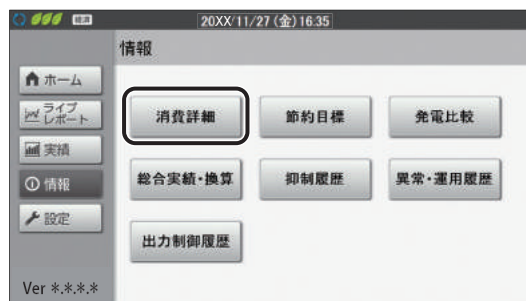 経済 20XX/11/27(金)16:35
情報
ホーム
ライブ
レポート
実績
情報
設定
消費詳細 節約目標 発電比較
総合実績・換算 抑制履歴 異常・運用履歴
出力制御履歴
Ver *.*.*.*